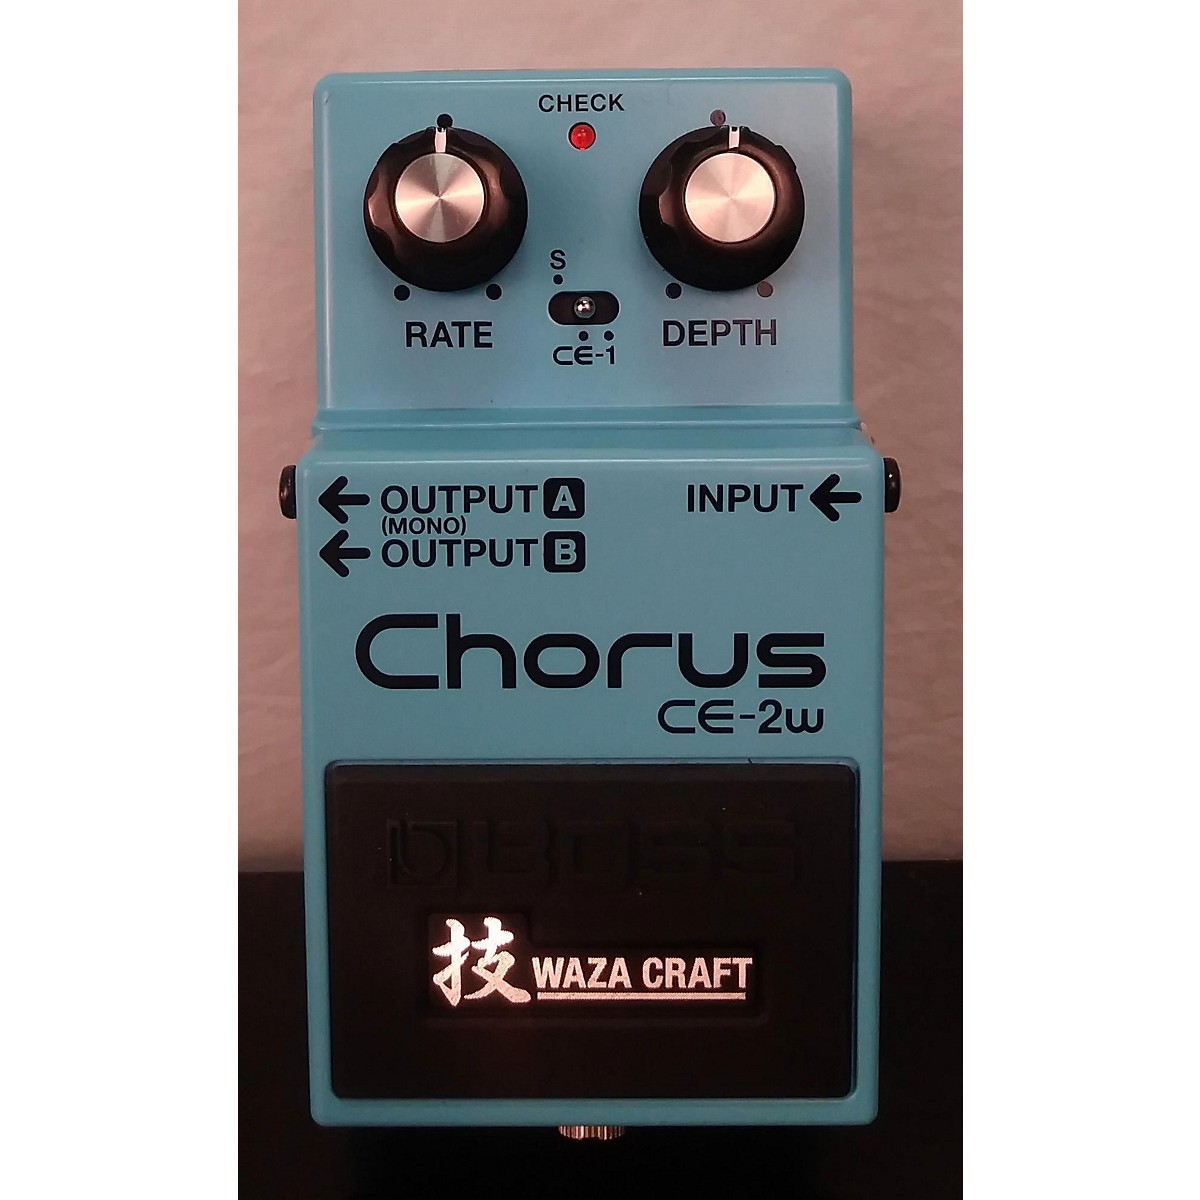 CHECK
S
RATE
DEPTH
CE-1
OUTPUT A
INPUT
(MONO)
OUTPUT B
Chorus
CE-2w
BOSS
技 WAZA CRAFT